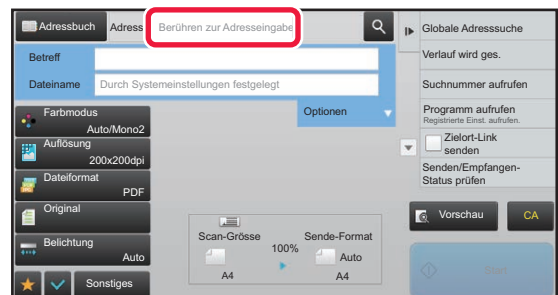 Adressbuch
Adress
Berühren zur Adresseingabe
Globale Adresssuche
Betreff
Verlauf wird ges.
Dateiname
Durch Systemeinstellungen festgelegt
Suchnummer aufrufen
Optionen
Programm aufrufen
Registrierte Einst. aufrufen.
Farbmodus
Auto/Mono2
Zielort-Link
senden
Auflösung
200x200dpi
Senden/Empfangen-
Status prüfen
Dateiformat
PDF
Original
Vorschau
CA
Belichtung
Auto
Scan-Grösse
100%
Sende-Format
Auto
A4
A4
Sonstiges
Start